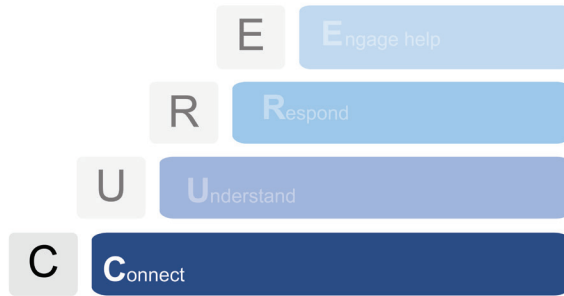 E Engage help
R Respond
U Understand
C Connect